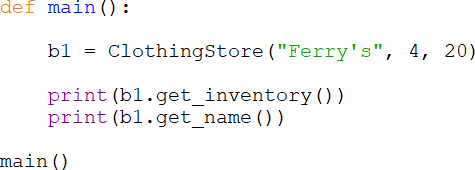 def main():
    b1 = ClothingStore("Ferry's", 4, 20)
    print(b1.get_inventory())
    print(b1.get_name())
main()